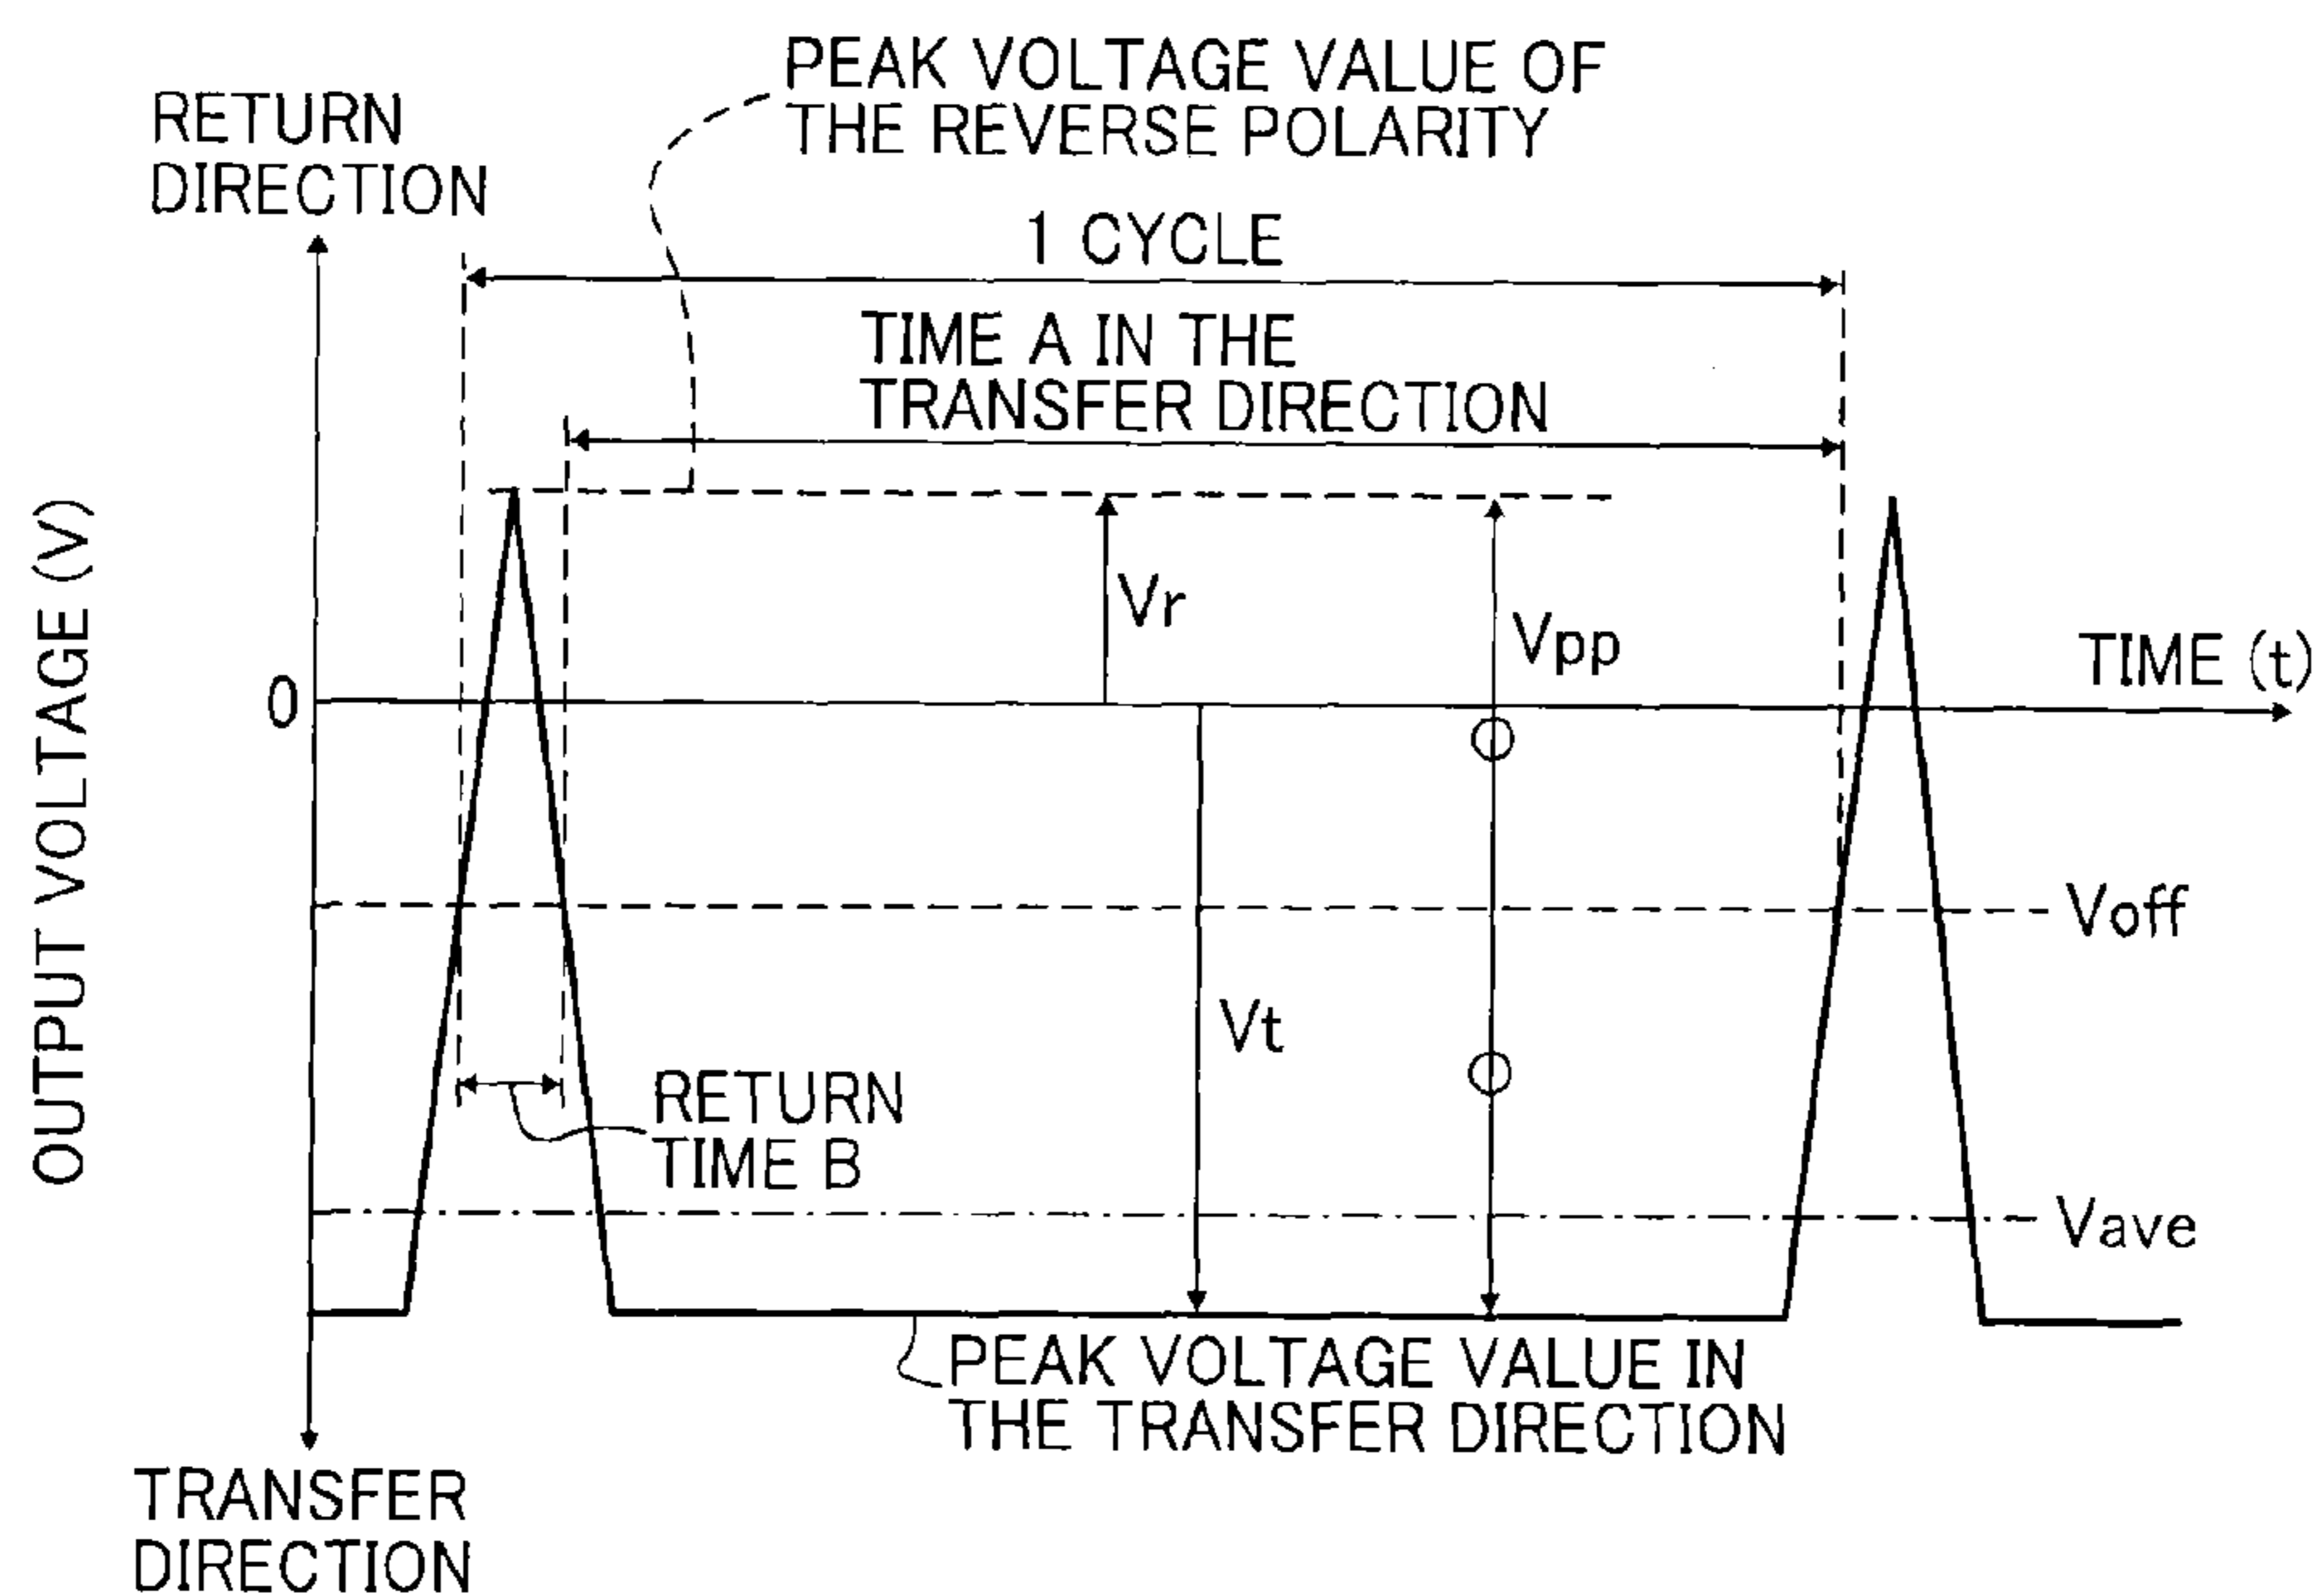 PEAK VOLTAGE VALUE OF
THE REVERSE POLARITY
RETURN
DIRECTION
1 CYCLE
TIME A IN THE
TRANSFER DIRECTION
OUTPUT VOLTAGE (V)
Vr
Vpp
TIME (t)
0
Voff
Vt
RETURN
TIME B
Vave
PEAK VOLTAGE VALUE IN
THE TRANSFER DIRECTION
TRANSFER
DIRECTION